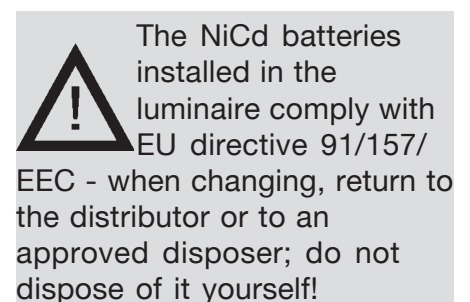 The NiCd batteries
installed in the
luminaire comply with
EU directive 91/157/
EEC - when changing, return to
the distributor or to an
approved disposer; do not
dispose of it yourself!